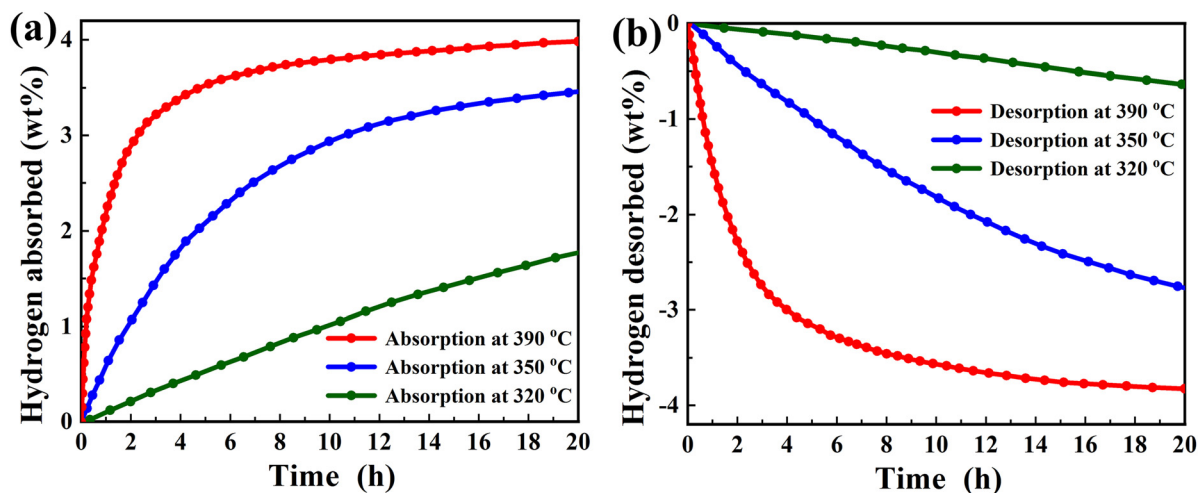 (a)
Hydrogen absorbed (wt%)
4
3
2
1
0
Absorption at 390 °C
Absorption at 350 °C
Absorption at 320 °C
0 2 4 6 8 10 12 14 16 18 20
Time (h)
(b)
Hydrogen desorbed (wt%)
0
-1
-2
-3
-4
Desorption at 390 °C
Desorption at 350 °C
Desorption at 320 °C
0 2 4 6 8 10 12 14 16 18 20
Time (h)